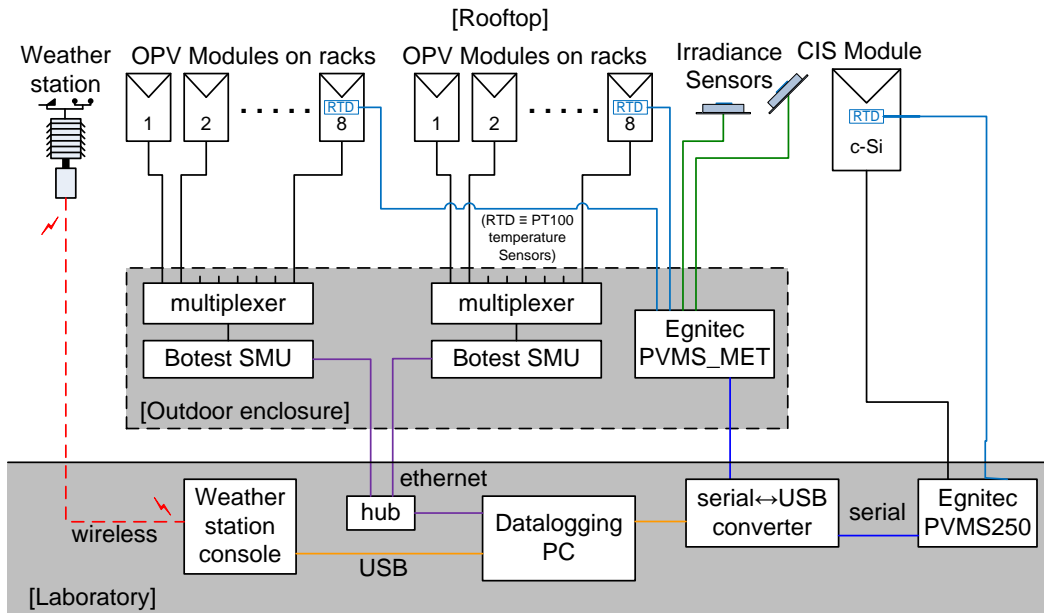 [Rooftop]
Weather
station
OPV Modules on racks
OPV Modules on racks
Irradiance
Sensors
CIS Module
1
2
. . . . .
RTD
8
1
2
. . . . .
RTD
8
RTD
c-Si
(RTD ≡ PT100
temperature
Sensors)
multiplexer
multiplexer
Egnitec
PVMS_MET
Botest SMU
Botest SMU
[Outdoor enclosure]
ethernet
Weather
station
console
hub
Datalogging
PC
serial↔USB
converter
serial
Egnitec
PVMS250
wireless
USB
[Laboratory]